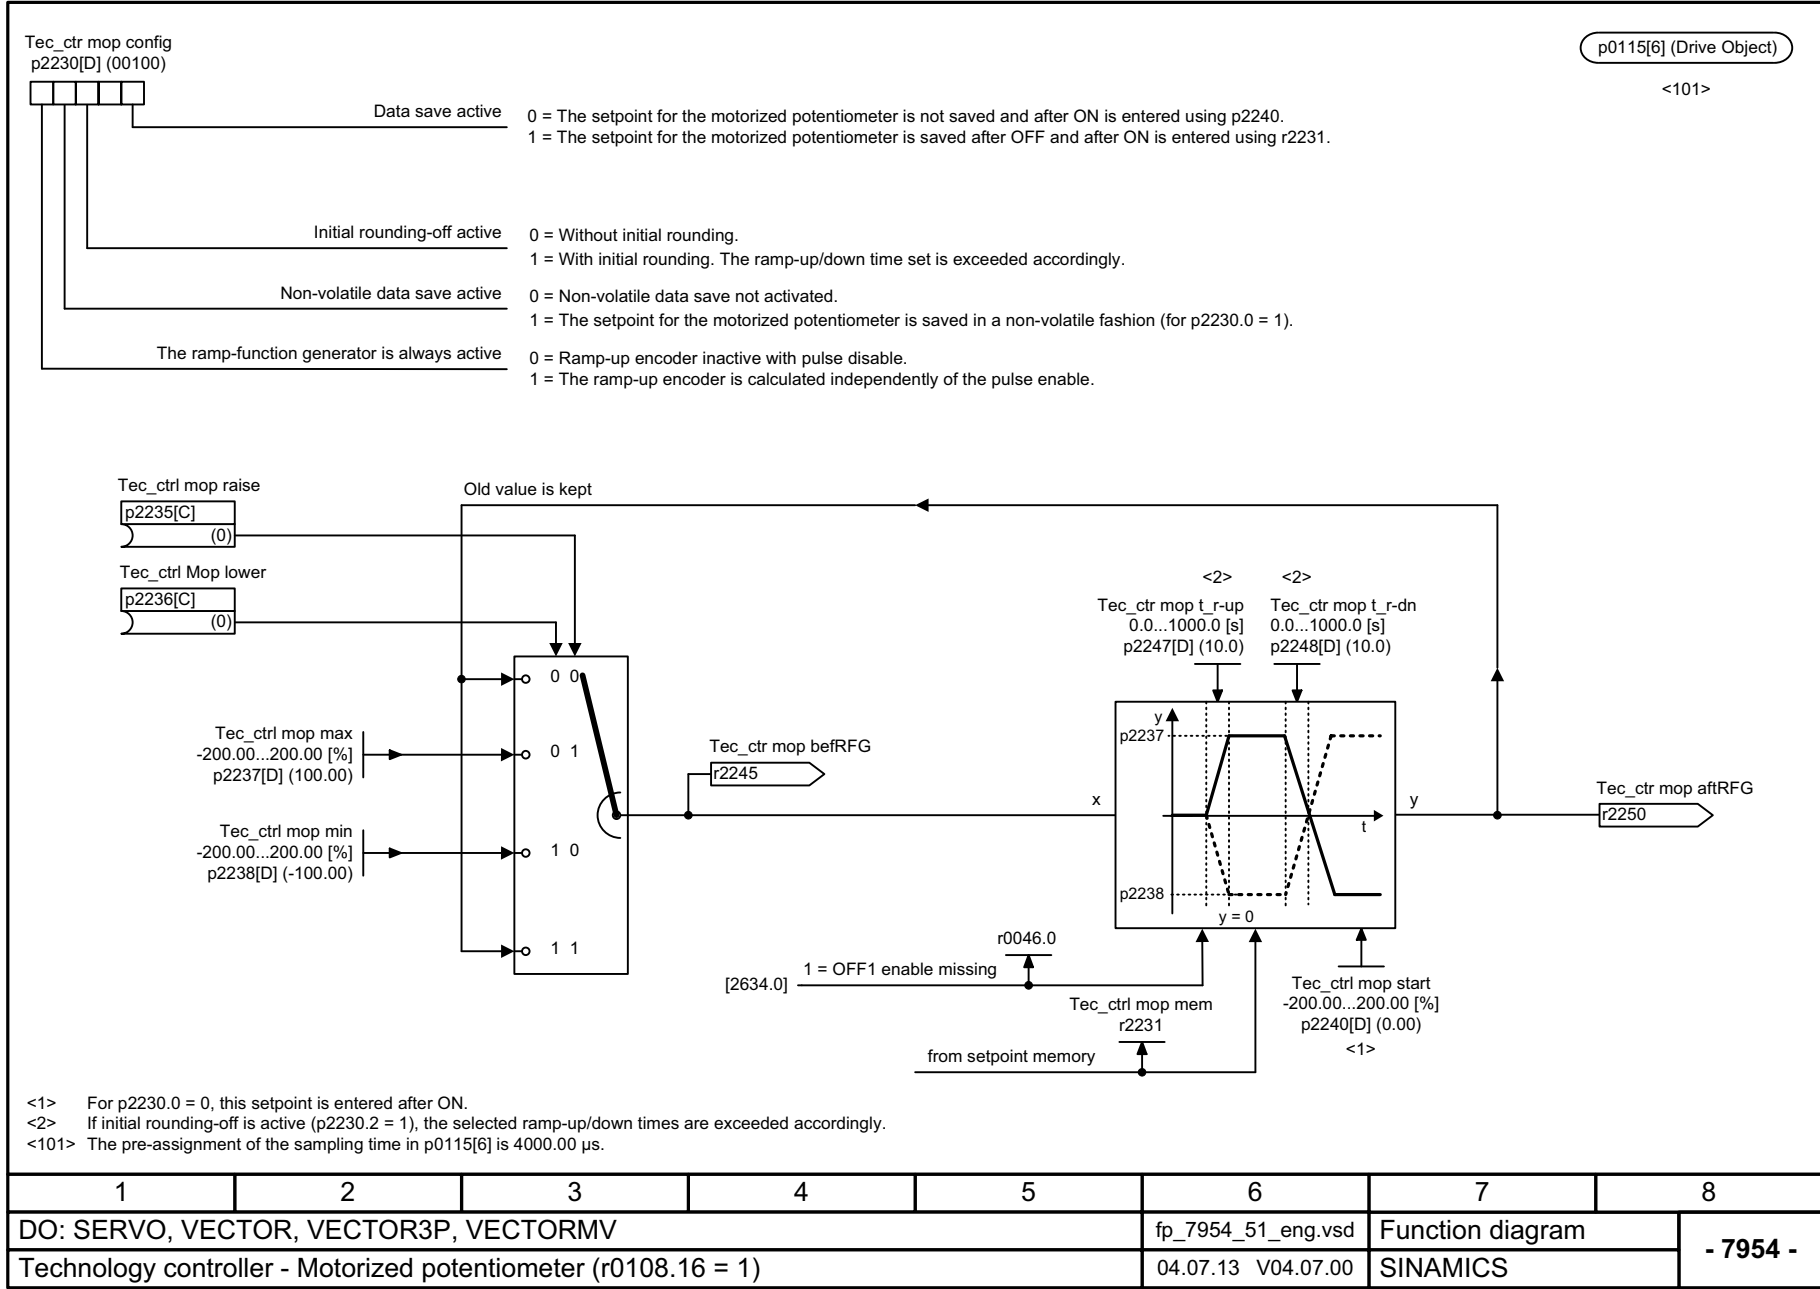 Tec_ctr mop config
p2230[D] (00100)
p0115[6] (Drive Object)
<101>
Data save active
0 = The setpoint for the motorized potentiometer is not saved and after ON is entered using p2240.
1 = The setpoint for the motorized potentiometer is saved after OFF and after ON is entered using r2231.
Initial rounding-off active
0 = Without initial rounding.
1 = With initial rounding. The ramp-up/down time set is exceeded accordingly.
Non-volatile data save active
0 = Non-volatile data save not activated.
1 = The setpoint for the motorized potentiometer is saved in a non-volatile fashion (for p2230.0 = 1).
The ramp-function generator is always active
0 = Ramp-up encoder inactive with pulse disable.
1 = The ramp-up encoder is calculated independently of the pulse enable.
Tec_ctrl mop raise
p2235[C]
(0)
Old value is kept
Tec_ctrl Mop lower
p2236[C]
(0)
<2>
Tec_ctr mop t_r-up
0.0...1000.0 [s]
p2247[D] (10.0)
<2>
Tec_ctr mop t_r-dn
0.0...1000.0 [s]
p2248[D] (10.0)
0 0
Tec_ctrl mop max
-200.00...200.00 [%]
p2237[D] (100.00)
0 1
Tec_ctr mop befRFG
r2245
Tec_ctrl mop min
-200.00...200.00 [%]
p2238[D] (-100.00)
1 0
1 1
x
y
p2237
t
p2238
y = 0
y
Tec_ctr mop aftRFG
r2250
r0046.0
[2634.0]
1 = OFF1 enable missing
Tec_ctrl mop mem
r2231
from setpoint memory
Tec_ctrl mop start
-200.00...200.00 [%]
p2240[D] (0.00)
<1>
<1> For p2230.0 = 0, this setpoint is entered after ON.
<2> If initial rounding-off is active (p2230.2 = 1), the selected ramp-up/down times are exceeded accordingly.
<101> The pre-assignment of the sampling time in p0115[6] is 4000.00 µs.
1 2 3 4 5 6 7 8
DO: SERVO, VECTOR, VECTOR3P, VECTORMV
fp_7954_51_eng.vsd
Function diagram
- 7954 -
Technology controller - Motorized potentiometer (r0108.16 = 1)
04.07.13 V04.07.00
SINAMICS